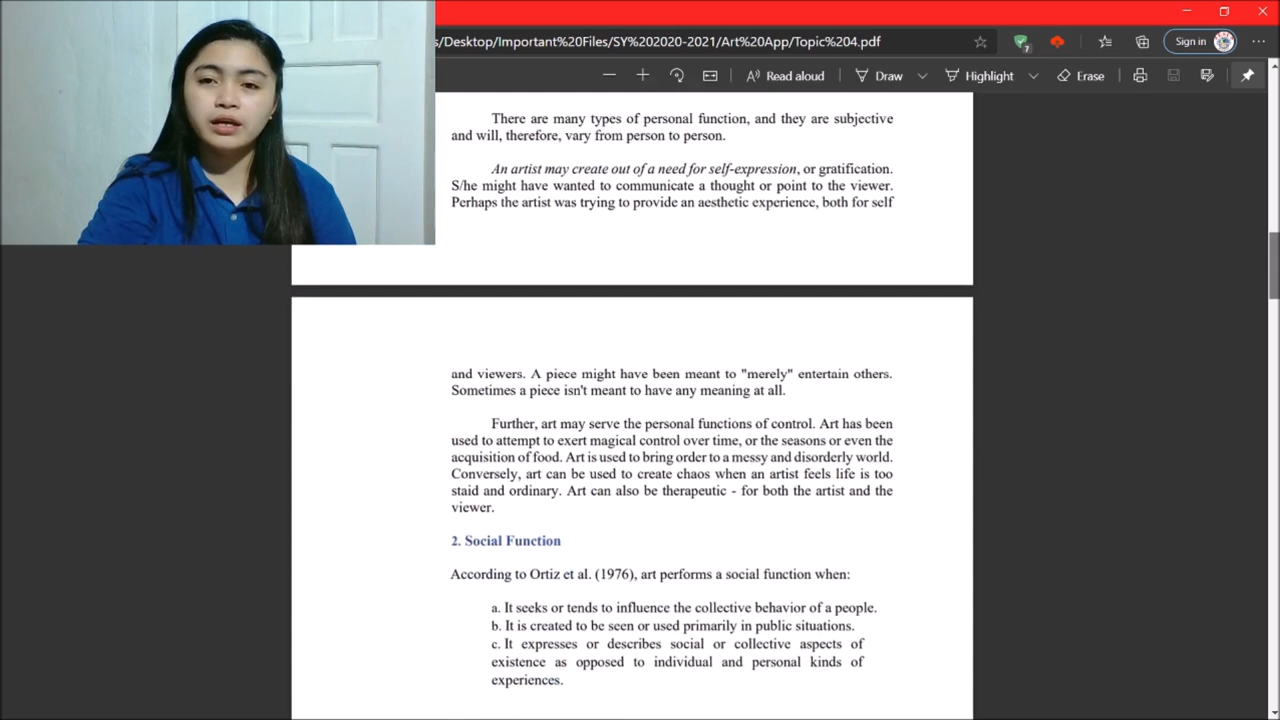 s/Desktop/Important%20Files/SY%202020-2021/Art%20App/Topic%204.pdf
7
Sign in
Read aloud
Draw
Highlight
Erase
There are many types of personal function, and they are subjective
and will, therefore, vary from person to person.
An artist may create out of a need for self-expression, or gratification.
S/he might have wanted to communicate a thought or point to the viewer.
Perhaps the artist was trying to provide an aesthetic experience, both for self
and viewers. A piece might have been meant to "merely" entertain others.
Sometimes a piece isn't meant to have any meaning at all.
Further, art may serve the personal functions of control. Art has been
used to attempt to exert magical control over time, or the seasons or even the
acquisition of food. Art is used to bring order to a messy and disorderly world.
Conversely, art can be used to create chaos when an artist feels life is too
staid and ordinary. Art can also be therapeutic - for both the artist and the
viewer.
2. Social Function
According to Ortiz et al. (1976), art performs a social function when:
a. It seeks or tends to influence the collective behavior of a people.
b. It is created to be seen or used primarily in public situations.
c. It expresses or describes social or collective aspects of
existence as opposed to individual and personal kinds of
experiences.